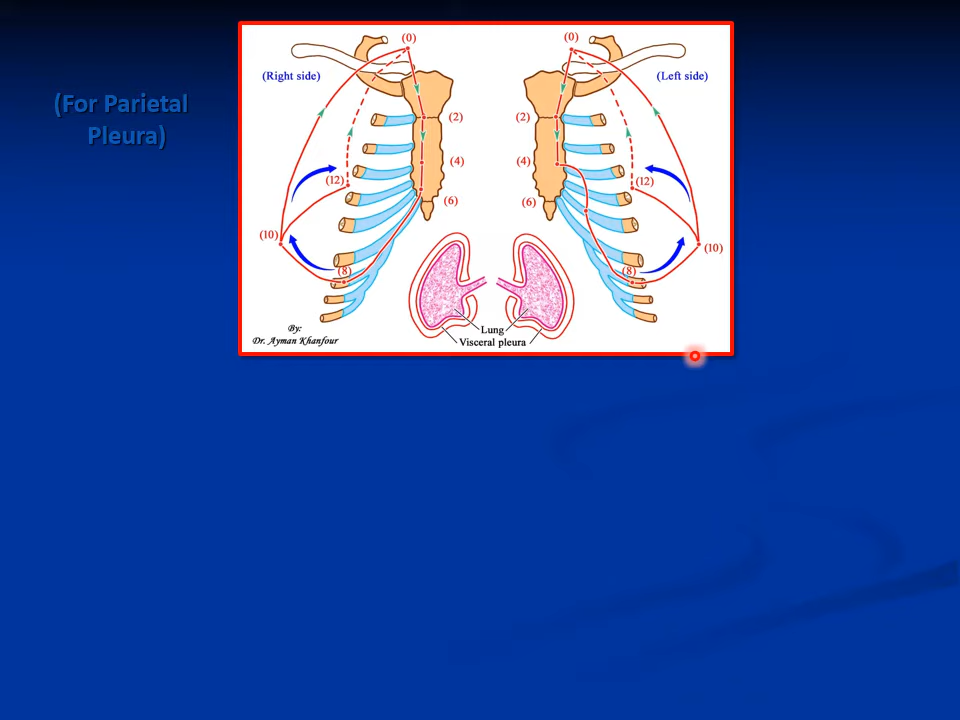 (For Parietal
Pleura)
(0)
(0)
(Right side)
(Left side)
(2)
(2)
(4)
(4)
(12)
(12)
(6)
(6)
(10)
(10)
(8)
(8)
Lung
Visceral pleura
By:
Dr. Ayman Khanfour